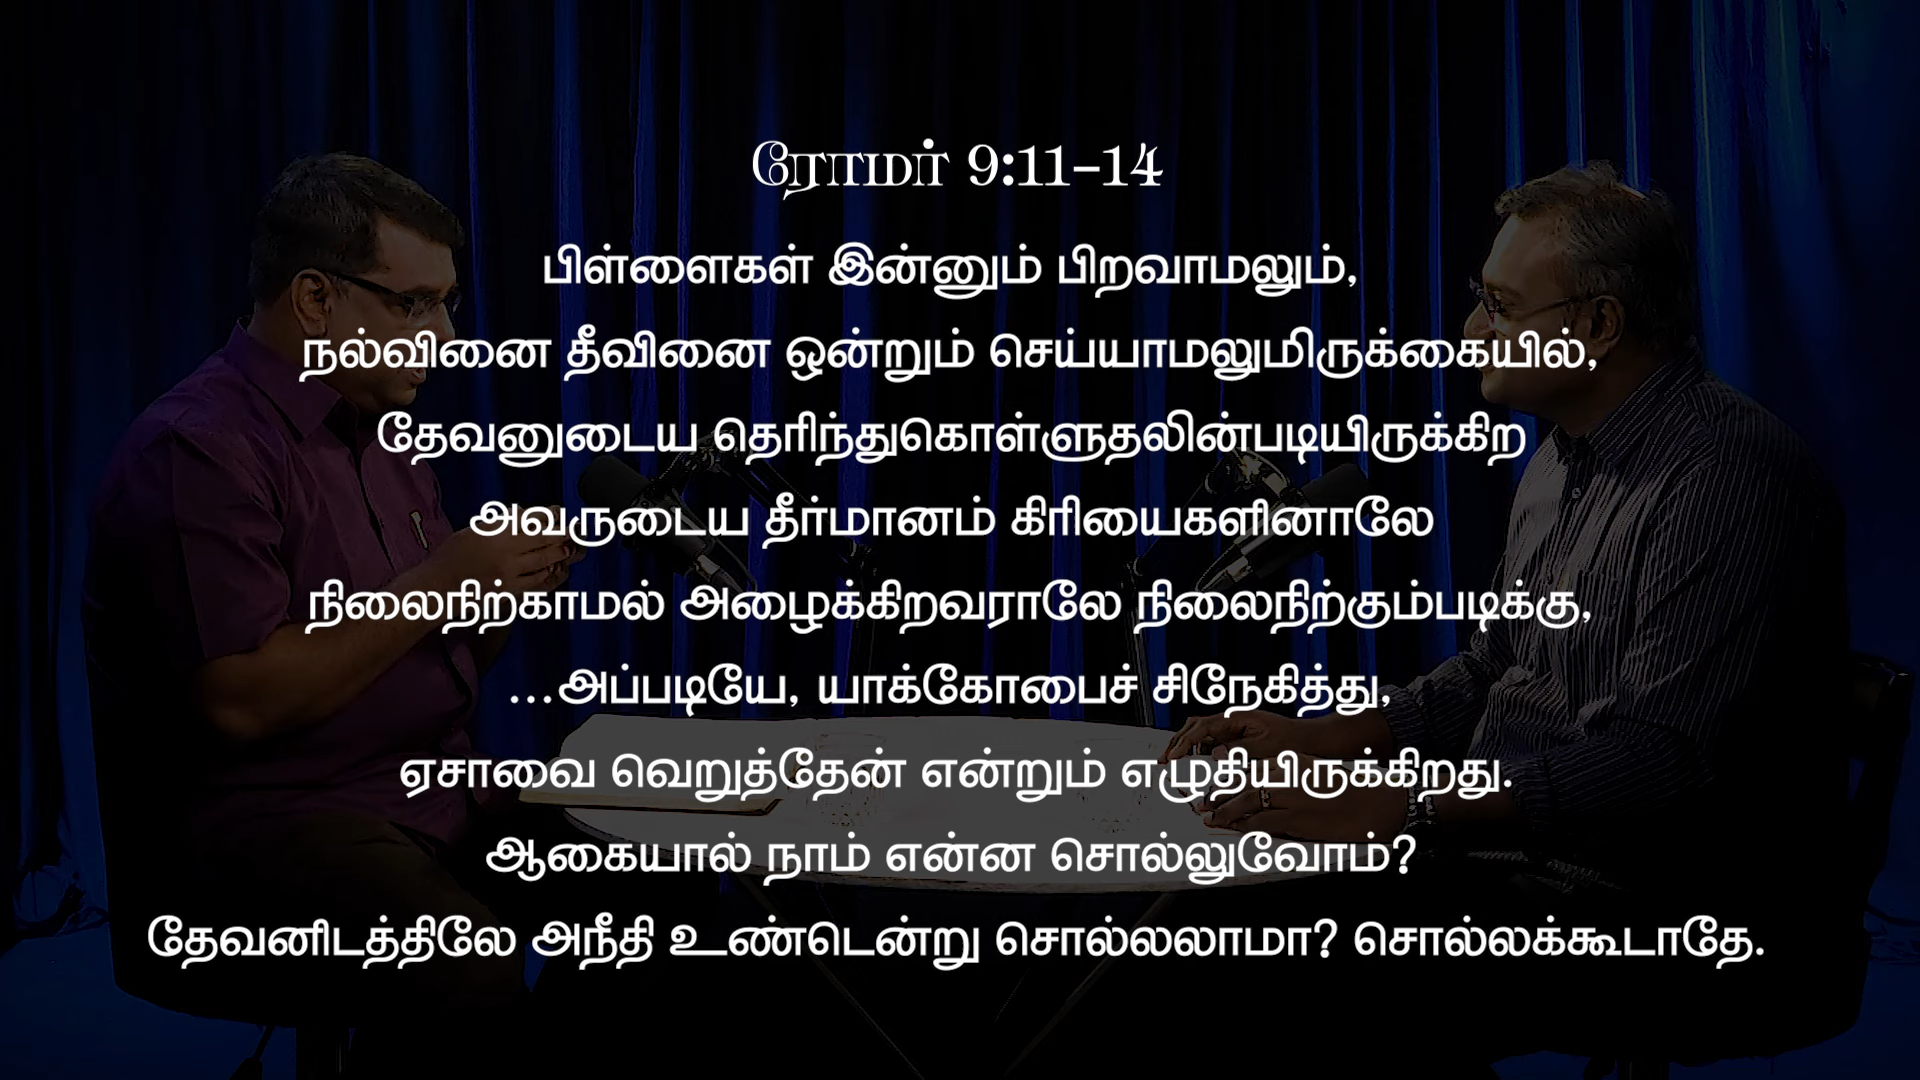 ரோமர் 9:11-14
பிள்ளைகள் இன்னும் பிறவாமலும்,
நல்வினை தீவினை ஒன்றும் செய்யாமலுமிருக்கையில்,
தேவனுடைய தெரிந்துகொள்ளுதலின்படியிருக்கிற
அவருடைய தீர்மானம் கிரியைகளினாலே
நிலைநிற்காமல் அழைக்கிறவராலே நிலைநிற்கும்படிக்கு,
...அப்படியே, யாக்கோபைச் சிநேகித்து,
ஏசாவை வெறுத்தேன் என்றும் எழுதியிருக்கிறது.
ஆகையால் நாம் என்ன சொல்லுவோம்?
தேவனிடத்திலே அநீதி உண்டென்று சொல்லலாமா? சொல்லக்கூடாதே.